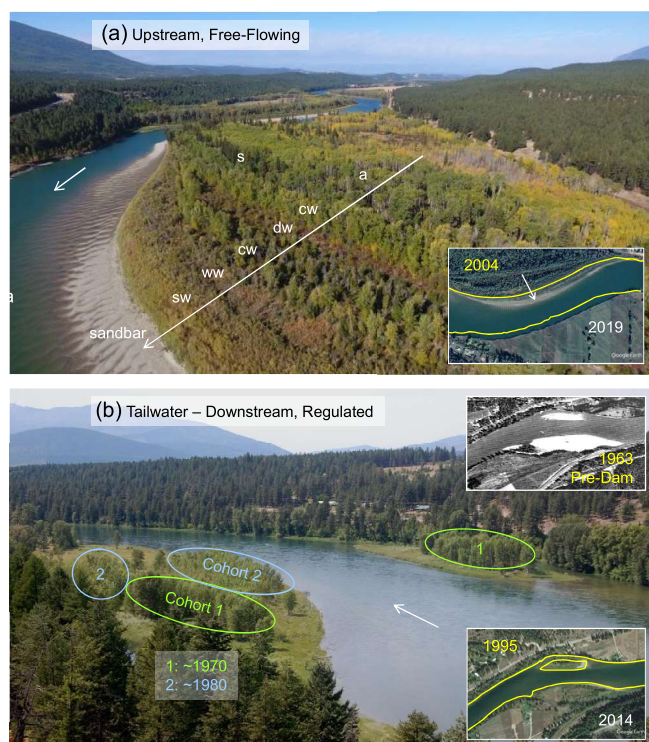 (a) Upstream, Free-Flowing
s
a
cw
dw
cw
ww
sw
sandbar
a
2004
2019
Google Earth
(b) Tailwater – Downstream, Regulated
1963
Pre-Dam
1
2
Cohort 2
Cohort 1
1: ~1970
2: ~1980
1995
2014
Google Earth